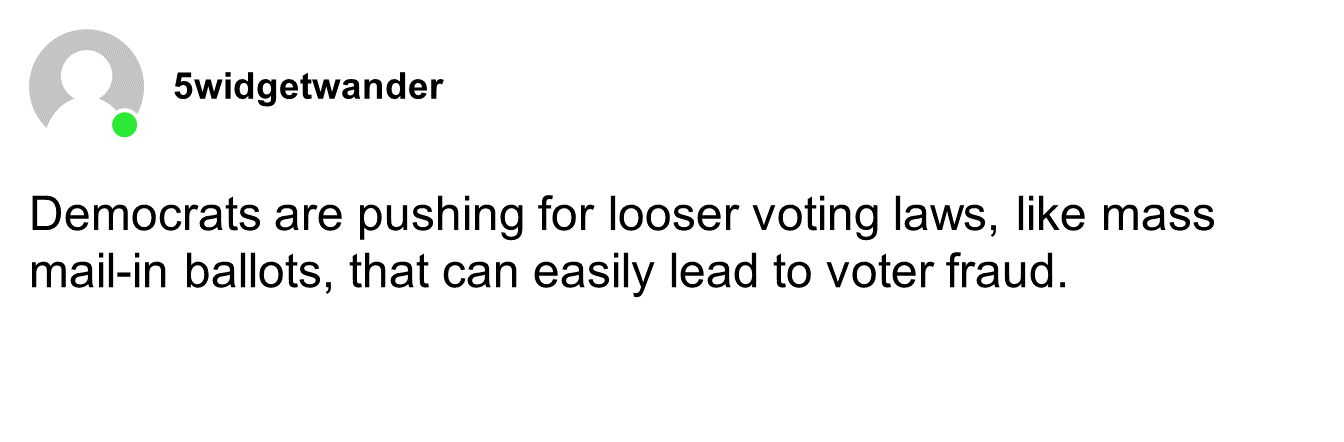 5widgetwander
Democrats are pushing for looser voting laws, like mass
mail-in ballots, that can easily lead to voter fraud.